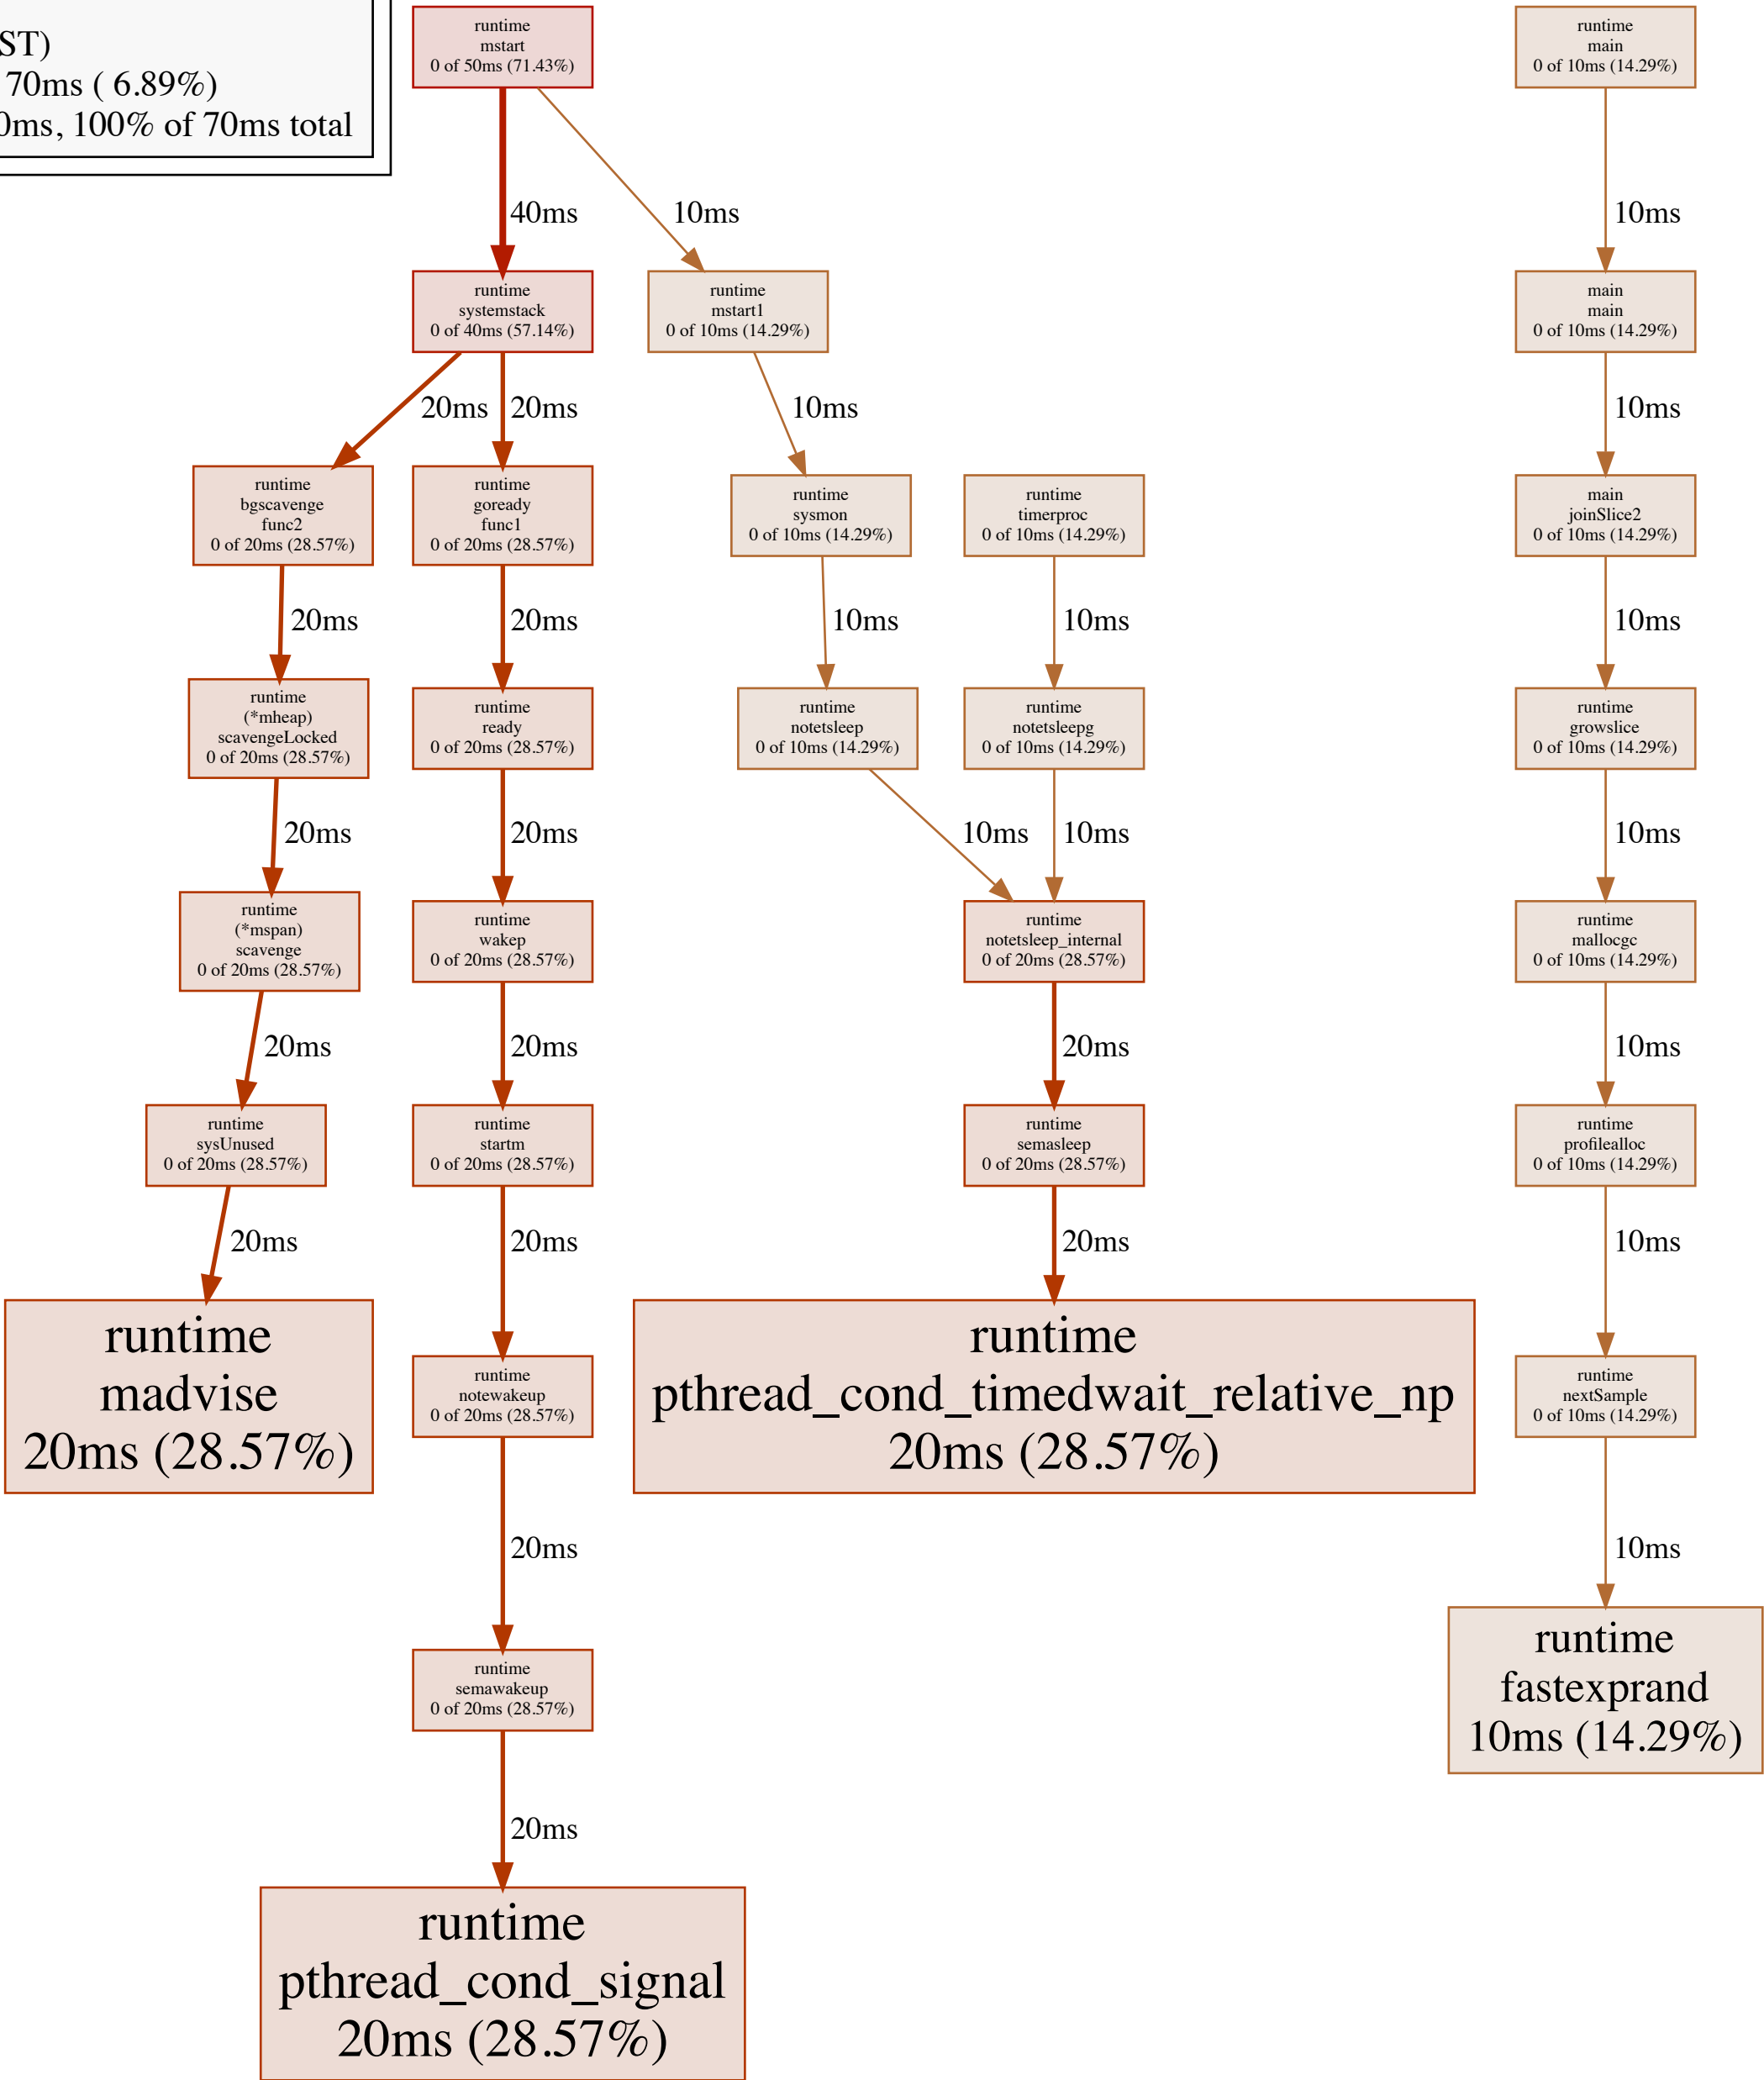 ST)
70ms ( 6.89%)
0ms, 100% of 70ms total
runtime
mstart
0 of 50ms (71.43%)
runtime
main
0 of 10ms (14.29%)
40ms
10ms
10ms
runtime
systemstack
0 of 40ms (57.14%)
runtime
mstart1
0 of 10ms (14.29%)
main
main
0 of 10ms (14.29%)
20ms
20ms
10ms
10ms
runtime
bgscavenge
func2
0 of 20ms (28.57%)
runtime
goready
func1
0 of 20ms (28.57%)
runtime
sysmon
0 of 10ms (14.29%)
runtime
timerproc
0 of 10ms (14.29%)
main
joinSlice2
0 of 10ms (14.29%)
20ms
20ms
10ms
10ms
10ms
runtime
(*mheap)
scavengeLocked
0 of 20ms (28.57%)
runtime
ready
0 of 20ms (28.57%)
runtime
notetsleep
0 of 10ms (14.29%)
runtime
notetsleepg
0 of 10ms (14.29%)
runtime
growslice
0 of 10ms (14.29%)
20ms
20ms
10ms
10ms
10ms
runtime
(*mspan)
scavenge
0 of 20ms (28.57%)
runtime
wakep
0 of 20ms (28.57%)
runtime
notetsleep_internal
0 of 20ms (28.57%)
runtime
mallocgc
0 of 10ms (14.29%)
20ms
20ms
20ms
10ms
runtime
sysUnused
0 of 20ms (28.57%)
runtime
startm
0 of 20ms (28.57%)
runtime
semasleep
0 of 20ms (28.57%)
runtime
profilealloc
0 of 10ms (14.29%)
20ms
20ms
20ms
10ms
runtime
madvise
20ms (28.57%)
runtime
notewakeup
0 of 20ms (28.57%)
runtime
pthread_cond_timedwait_relative_np
20ms (28.57%)
runtime
nextSample
0 of 10ms (14.29%)
20ms
10ms
runtime
semawakeup
0 of 20ms (28.57%)
runtime
fastexprand
10ms (14.29%)
20ms
runtime
pthread_cond_signal
20ms (28.57%)